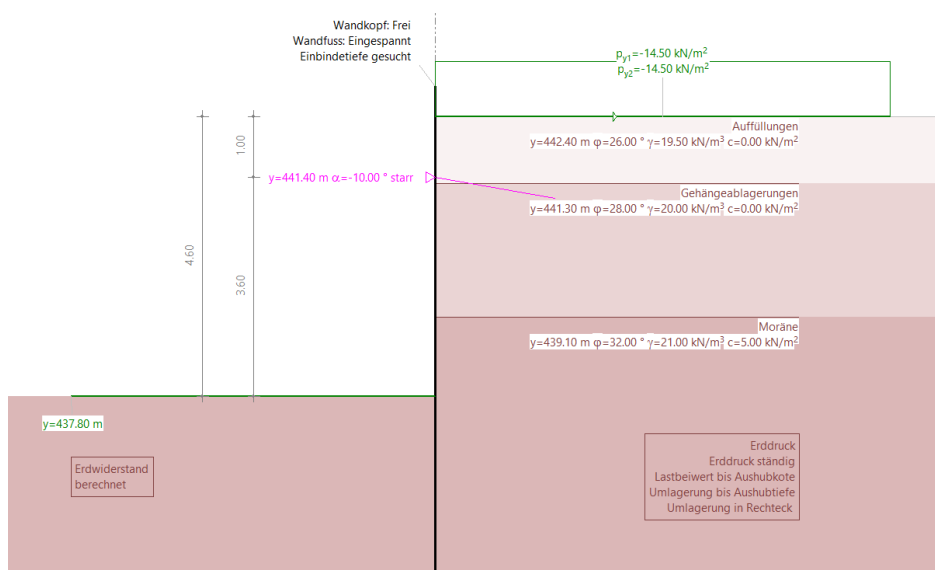 Wandkopf: Frei
Wandfuss: Eingespannt
Einbindetiefe gesucht
py1=-14.50 kN/m2
py2=-14.50 kN/m2
Auffüllungen
y=442.40 m φ=26.00 ° γ=19.50 kN/m3 c=0.00 kN/m2
1.00
y=441.40 m α=-10.00 ° starr
Gehängeablagerungen
y=441.30 m φ=28.00 ° γ=20.00 kN/m3 c=0.00 kN/m2
4.60
3.60
Moräne
y=439.10 m φ=32.00 ° γ=21.00 kN/m3 c=5.00 kN/m2
y=437.80 m
Erdwiderstand
berechnet
Erddruck
Erddruck ständig
Lastbeiwert bis Aushubkote
Umlagerung bis Aushubtiefe
Umlagerung in Rechteck